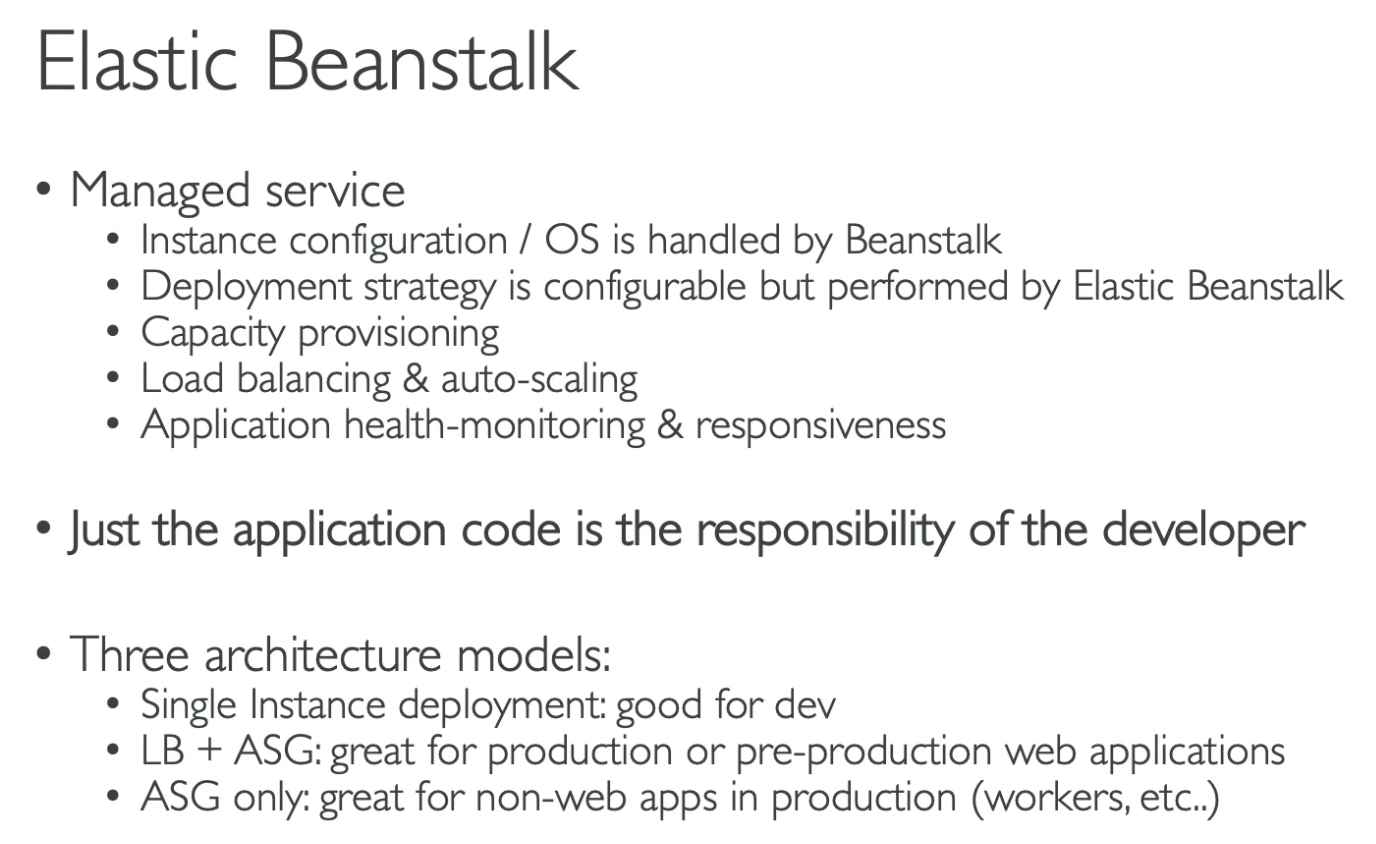 Elastic Beanstalk
• Managed service
• Instance configuration / OS is handled by Beanstalk
• Deployment strategy is configurable but performed by Elastic Beanstalk
• Capacity provisioning
• Load balancing & auto-scaling
• Application health-monitoring & responsiveness
• Just the application code is the responsibility of the developer
• Three architecture models:
• Single Instance deployment: good for dev
• LB + ASG: great for production or pre-production web applications
• ASG only: great for non-web apps in production (workers, etc..)